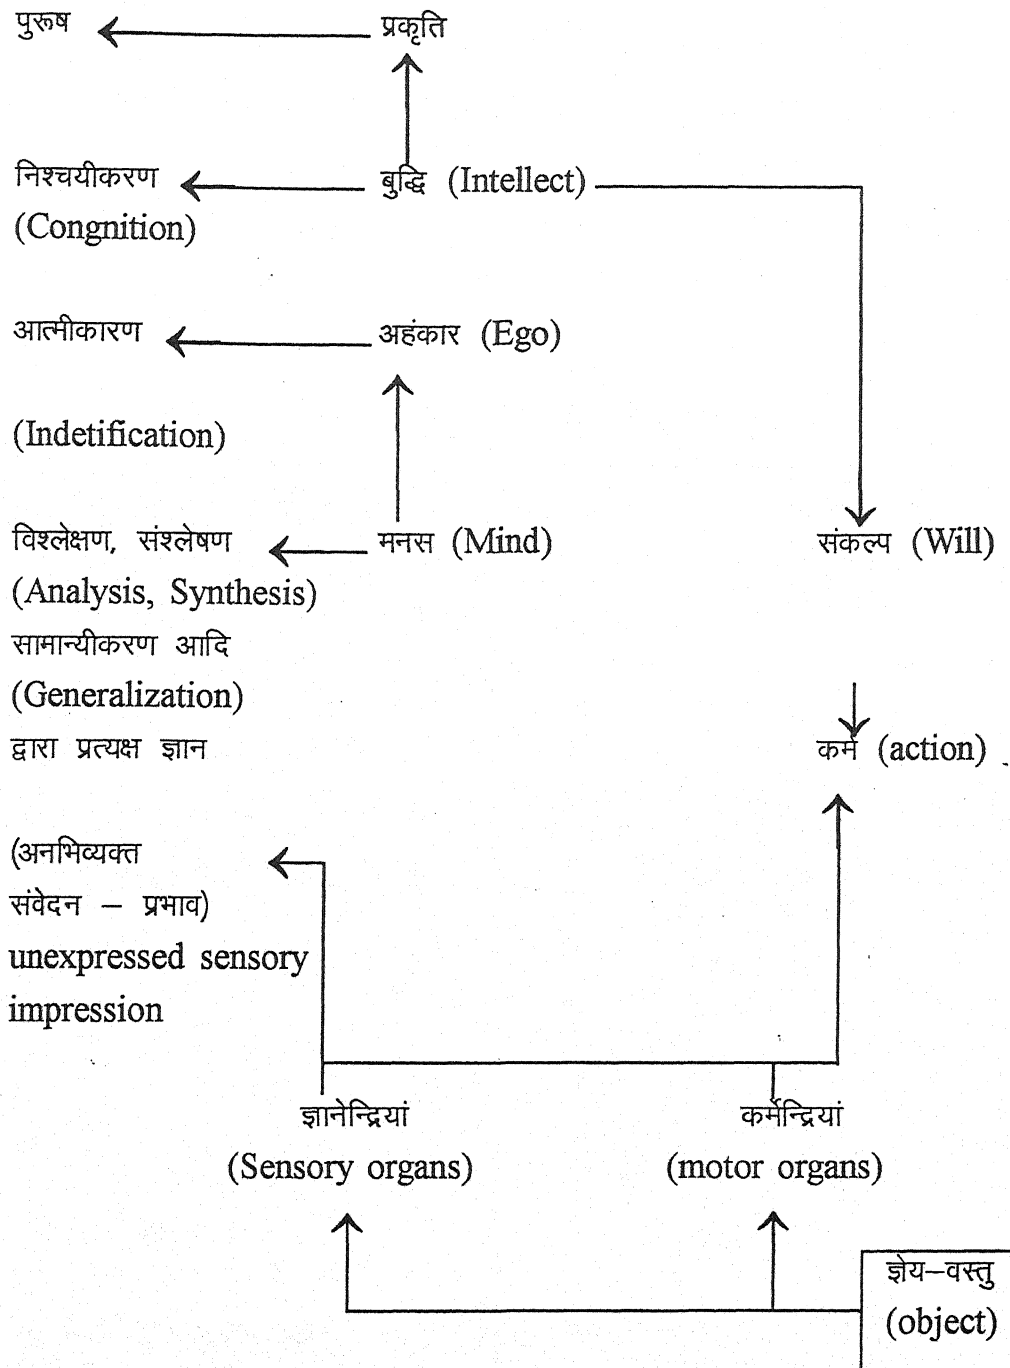 पुरूष प्रकृति
निश्चयीकरण बुद्धि (Intellect)
(Congnition)
आत्मीकारण अहंकार (Ego)
(Indetification)
विश्लेक्षण, संश्लेषण मनस (Mind) संकल्प (Will)
(Analysis, Synthesis)
सामान्यीकरण आदि
(Generalization)
द्वारा प्रत्यक्ष ज्ञान कर्म (action)
(अनभिव्यक्त
संवेदन – प्रभाव)
unexpressed sensory
impression
ज्ञानेन्द्रियां कर्मेन्द्रियां
(Sensory organs) (motor organs)
ज्ञेय–वस्तु
(object)